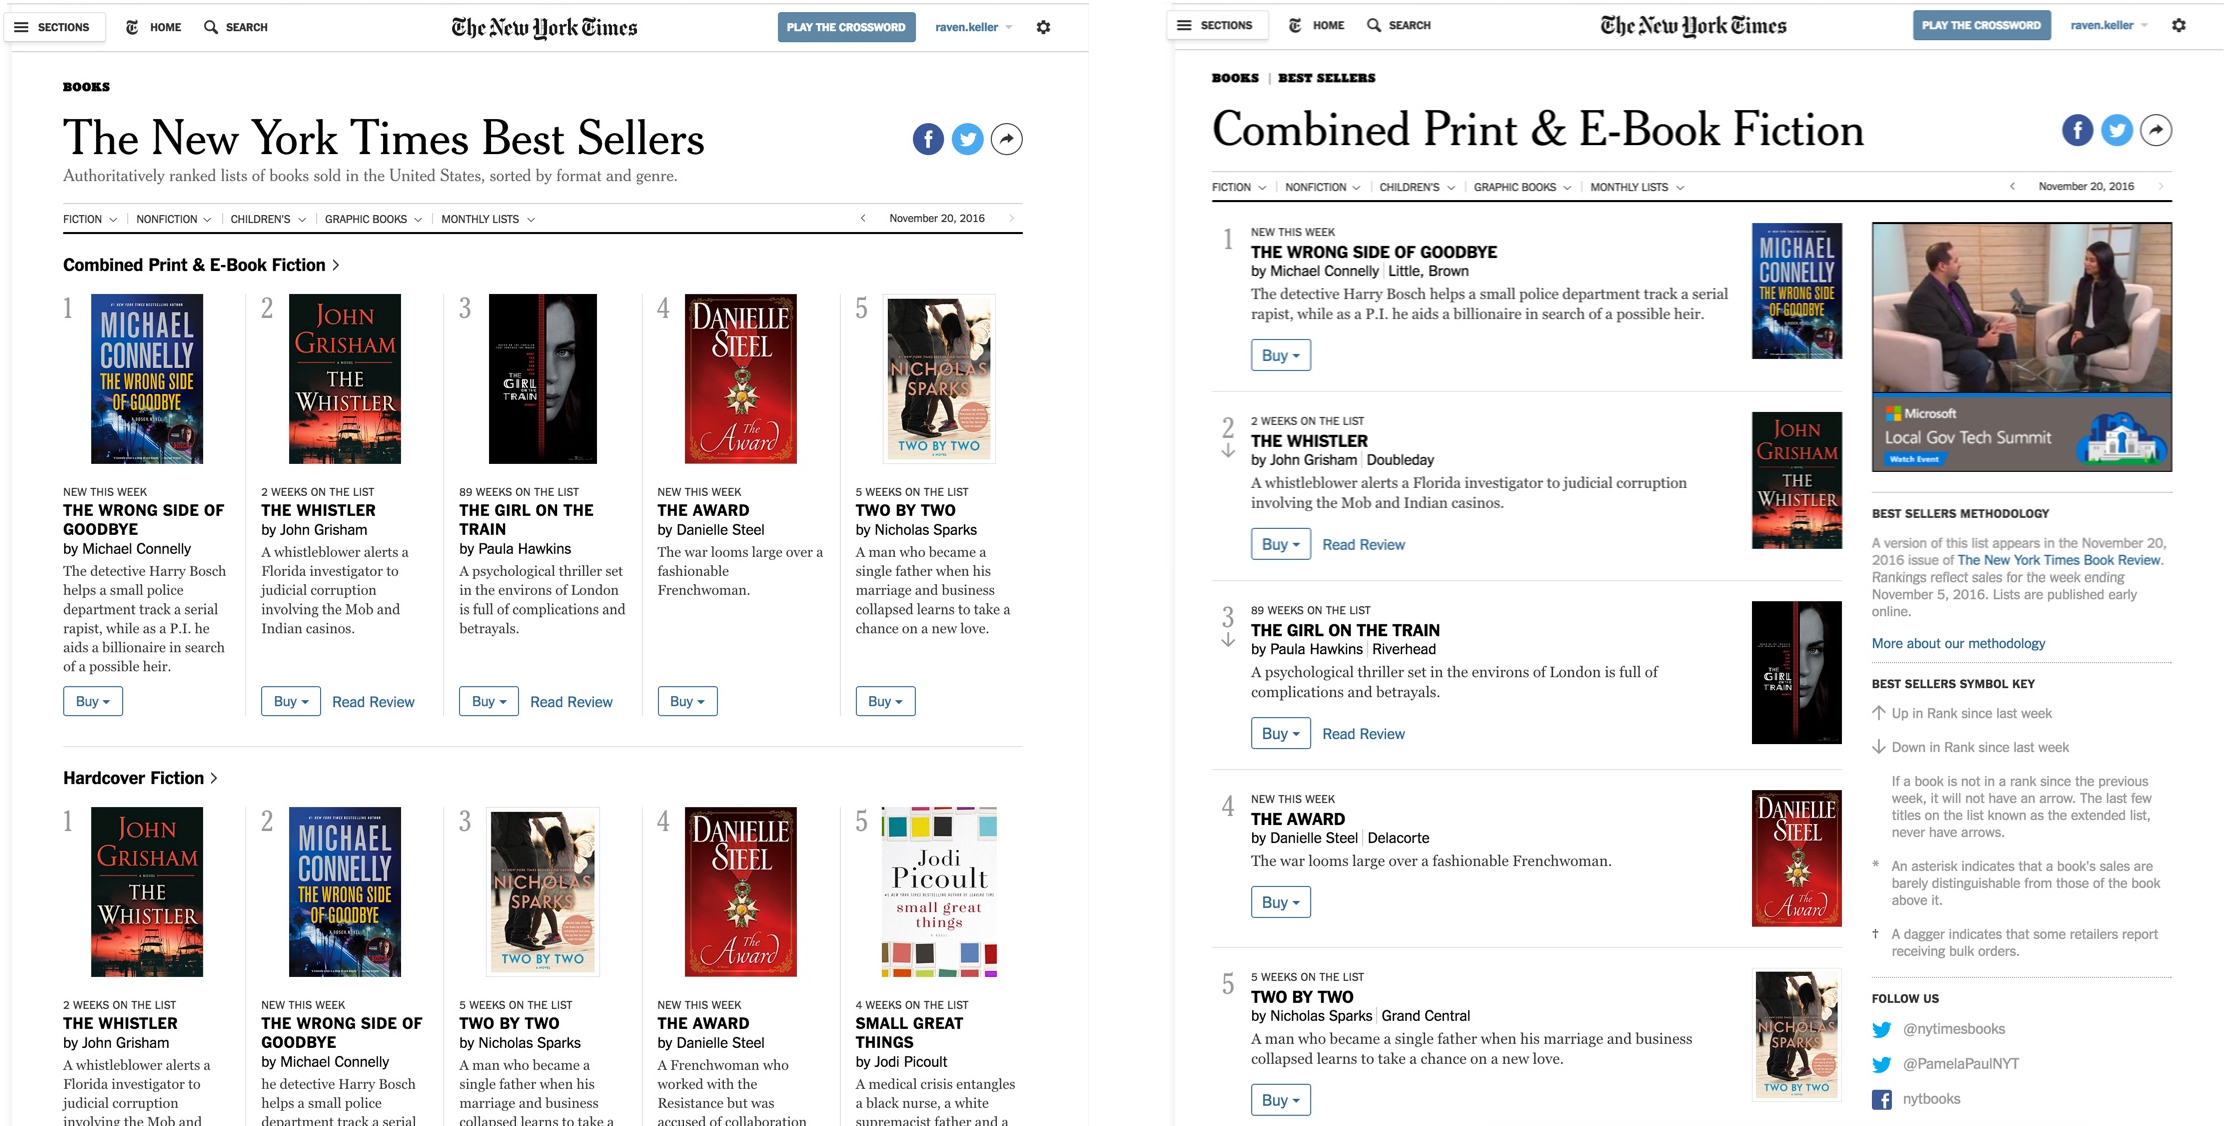 SECTIONS
HOME
SEARCH
The New York Times
PLAY THE CROSSWORD
raven.keller
BOOKS
The New York Times Best Sellers
Authoritatively ranked lists of books sold in the United States, sorted by format and genre.
FICTION
NONFICTION
CHILDREN'S
GRAPHIC BOOKS
MONTHLY LISTS
November 20, 2016
Combined Print & E-Book Fiction
1
MICHAEL
CONNELLY
THE WRONG SIDE
OF GOODBYE
NEW THIS WEEK
THE WRONG SIDE OF
GOODBYE
by Michael Connelly
The detective Harry Bosch
helps a small police
department track a serial
rapist, while as a P.I. he
aids a billionaire in search
of a possible heir.
Buy
2
JOHN
GRISHAM
THE
WHISTLER
2 WEEKS ON THE LIST
THE WHISTLER
by John Grisham
A whistleblower alerts a
Florida investigator to
judicial corruption
involving the Mob and
Indian casinos.
Buy
Read Review
3
THE
GIRL
ON THE
TRAIN
89 WEEKS ON THE LIST
THE GIRL ON THE
TRAIN
by Paula Hawkins
A psychological thriller set
in the environs of London
is full of complications and
betrayals.
Buy
Read Review
4
DANIELLE
STEEL
The
Award
NEW THIS WEEK
THE AWARD
by Danielle Steel
The war looms large over a
fashionable
Frenchwoman.
Buy
5
NICHOLAS
SPARKS
TWO BY TWO
5 WEEKS ON THE LIST
TWO BY TWO
by Nicholas Sparks
A man who became a
single father when his
marriage and business
collapsed learns to take a
chance on a new love.
Buy
Hardcover Fiction
1
JOHN
GRISHAM
THE
WHISTLER
2 WEEKS ON THE LIST
THE WHISTLER
by John Grisham
A whistleblower alerts a
Florida investigator to
judicial corruption
involving the Mob and
2
MICHAEL
CONNELLY
THE WRONG SIDE
OF GOODBYE
NEW THIS WEEK
THE WRONG SIDE OF
GOODBYE
by Michael Connelly
he detective Harry Bosch
helps a small police
department track a serial
3
NICHOLAS
SPARKS
TWO BY TWO
5 WEEKS ON THE LIST
TWO BY TWO
by Nicholas Sparks
A man who became a
single father when his
marriage and business
collapsed learns to take a
4
DANIELLE
STEEL
The
Award
NEW THIS WEEK
THE AWARD
by Danielle Steel
A Frenchwoman who
worked with the
Resistance but was
accused of collaboration
5
Jodi
Picoult
small great
things
4 WEEKS ON THE LIST
SMALL GREAT
THINGS
by Jodi Picoult
A medical crisis entangles
a black nurse, a white
supremacist father and a
SECTIONS
HOME
SEARCH
The New York Times
PLAY THE CROSSWORD
raven.keller
BOOKS | BEST SELLERS
Combined Print & E-Book Fiction
FICTION
NONFICTION
CHILDREN'S
GRAPHIC BOOKS
MONTHLY LISTS
November 20, 2016
1
NEW THIS WEEK
THE WRONG SIDE OF GOODBYE
by Michael Connelly | Little, Brown
The detective Harry Bosch helps a small police department track a serial
rapist, while as a P.I. he aids a billionaire in search of a possible heir.
Buy
MICHAEL
CONNELLY
THE WRONG SIDE
OF GOODBYE
2
2 WEEKS ON THE LIST
THE WHISTLER
by John Grisham | Doubleday
A whistleblower alerts a Florida investigator to judicial corruption
involving the Mob and Indian casinos.
Buy
Read Review
JOHN
GRISHAM
THE
WHISTLER
3
89 WEEKS ON THE LIST
THE GIRL ON THE TRAIN
by Paula Hawkins | Riverhead
A psychological thriller set in the environs of London is full of
complications and betrayals.
Buy
Read Review
THE
GIRL
ON THE
TRAIN
4
NEW THIS WEEK
THE AWARD
by Danielle Steel | Delacorte
The war looms large over a fashionable Frenchwoman.
Buy
DANIELLE
STEEL
The
Award
5
5 WEEKS ON THE LIST
TWO BY TWO
by Nicholas Sparks | Grand Central
A man who became a single father when his marriage and business
collapsed learns to take a chance on a new love.
Buy
NICHOLAS
SPARKS
TWO BY TWO
Microsoft
Local Gov Tech Summit
Watch Event
BEST SELLERS METHODOLOGY
A version of this list appears in the November 20,
2016 issue of The New York Times Book Review.
Rankings reflect sales for the week ending
November 5, 2016. Lists are published early
online.
More about our methodology
BEST SELLERS SYMBOL KEY
Up in Rank since last week
Down in Rank since last week
If a book is not in a rank since the previous
week, it will not have an arrow. The last few
titles on the list known as the extended list,
never have arrows.
* An asterisk indicates that a book's sales are
barely distinguishable from those of the book
above it.
† A dagger indicates that some retailers report
receiving bulk orders.
FOLLOW US
@nytimesbooks
@PamelaPaulNYT
nytbooks